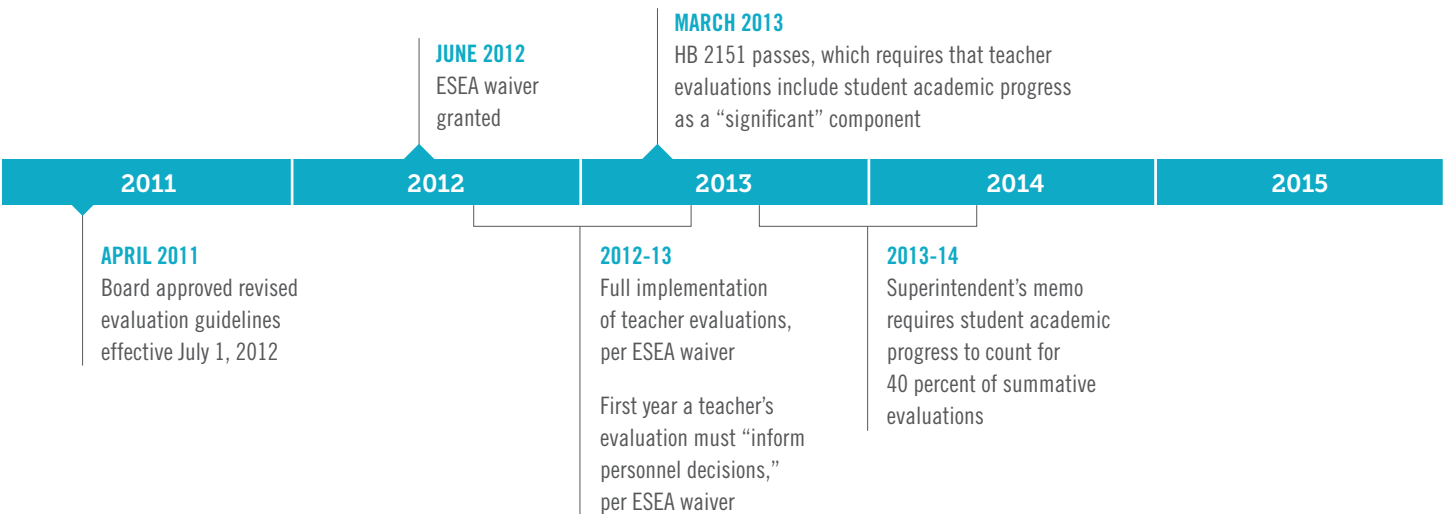 MARCH 2013
HB 2151 passes, which requires that teacher
evaluations include student academic progress
as a “significant” component
JUNE 2012
ESEA waiver
granted
2011
2012
2013
2014
2015
APRIL 2011
Board approved revised
evaluation guidelines
effective July 1, 2012
2012-13
Full implementation
of teacher evaluations,
per ESEA waiver
First year a teacher’s
evaluation must “inform
personnel decisions,”
per ESEA waiver
2013-14
Superintendent’s memo
requires student academic
progress to count for
40 percent of summative
evaluations